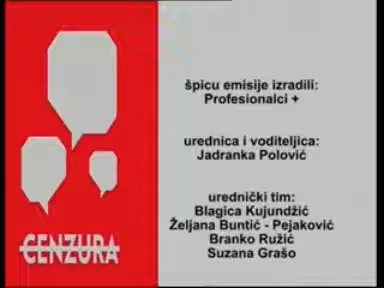 CENZURA
špicu emisije izradili:
Profesionalci +
urednica i voditeljica:
Jadranka Polović
urednički tim:
Blagica Kujundžić
Željana Buntić - Pejaković
Branko Ružić
Suzana Grašo